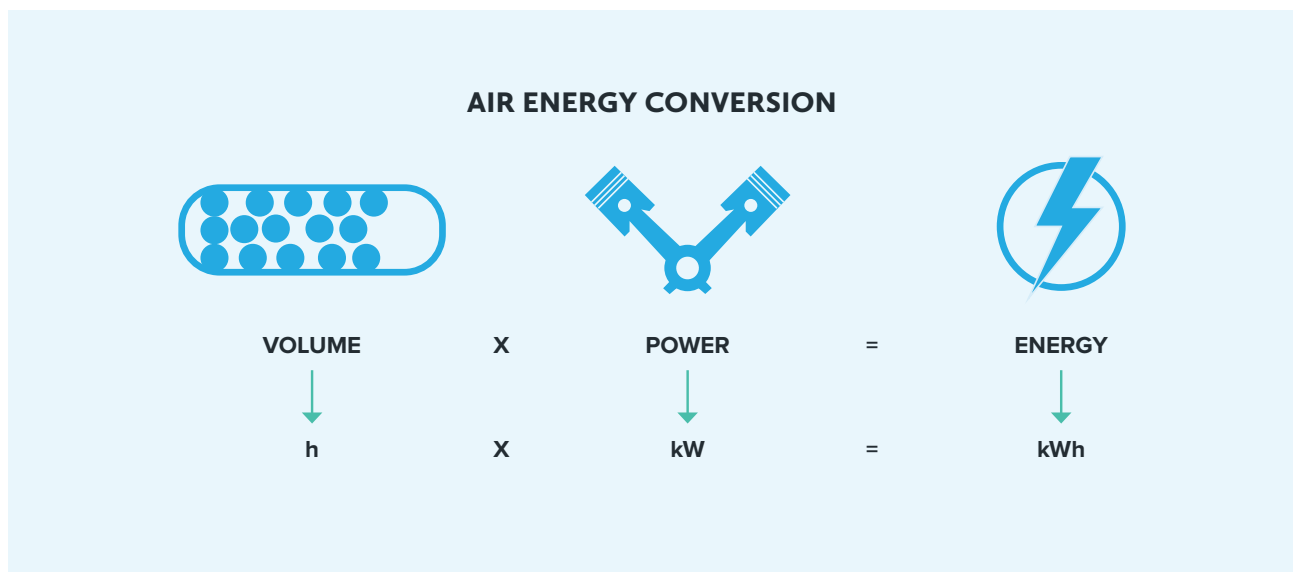 AIR ENERGY CONVERSION
VOLUME X POWER = ENERGY
h X kW = kWh